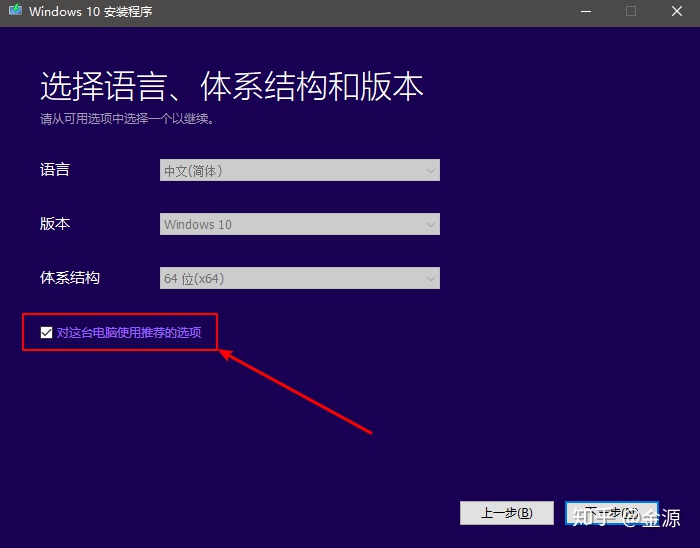 Windows 10 安装程序
选择语言、体系结构和版本
请从可用选项中选择一个以继续。
语言
中文(简体)
版本
Windows 10
体系结构
64 位(x64)
对这台电脑使用推荐的选项
上一步(B)
下一步(N)
知乎 @金源